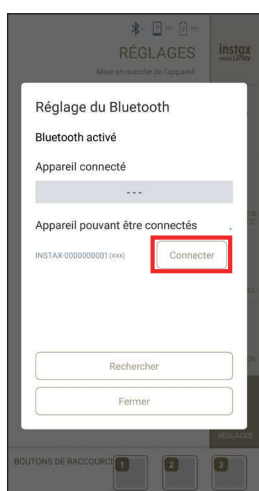 RÉGLAGES
instax
mini LiPlay
Mise en marche de l'appareil
Réglage du Bluetooth
Bluetooth activé
Appareil connecté
---
Appareil pouvant être connectés
INSTAX-0000000001 (xxx)
Connecter
Rechercher
Fermer
RÉGLAGES
BOUTONS DE RACCOURCI
1
2
3